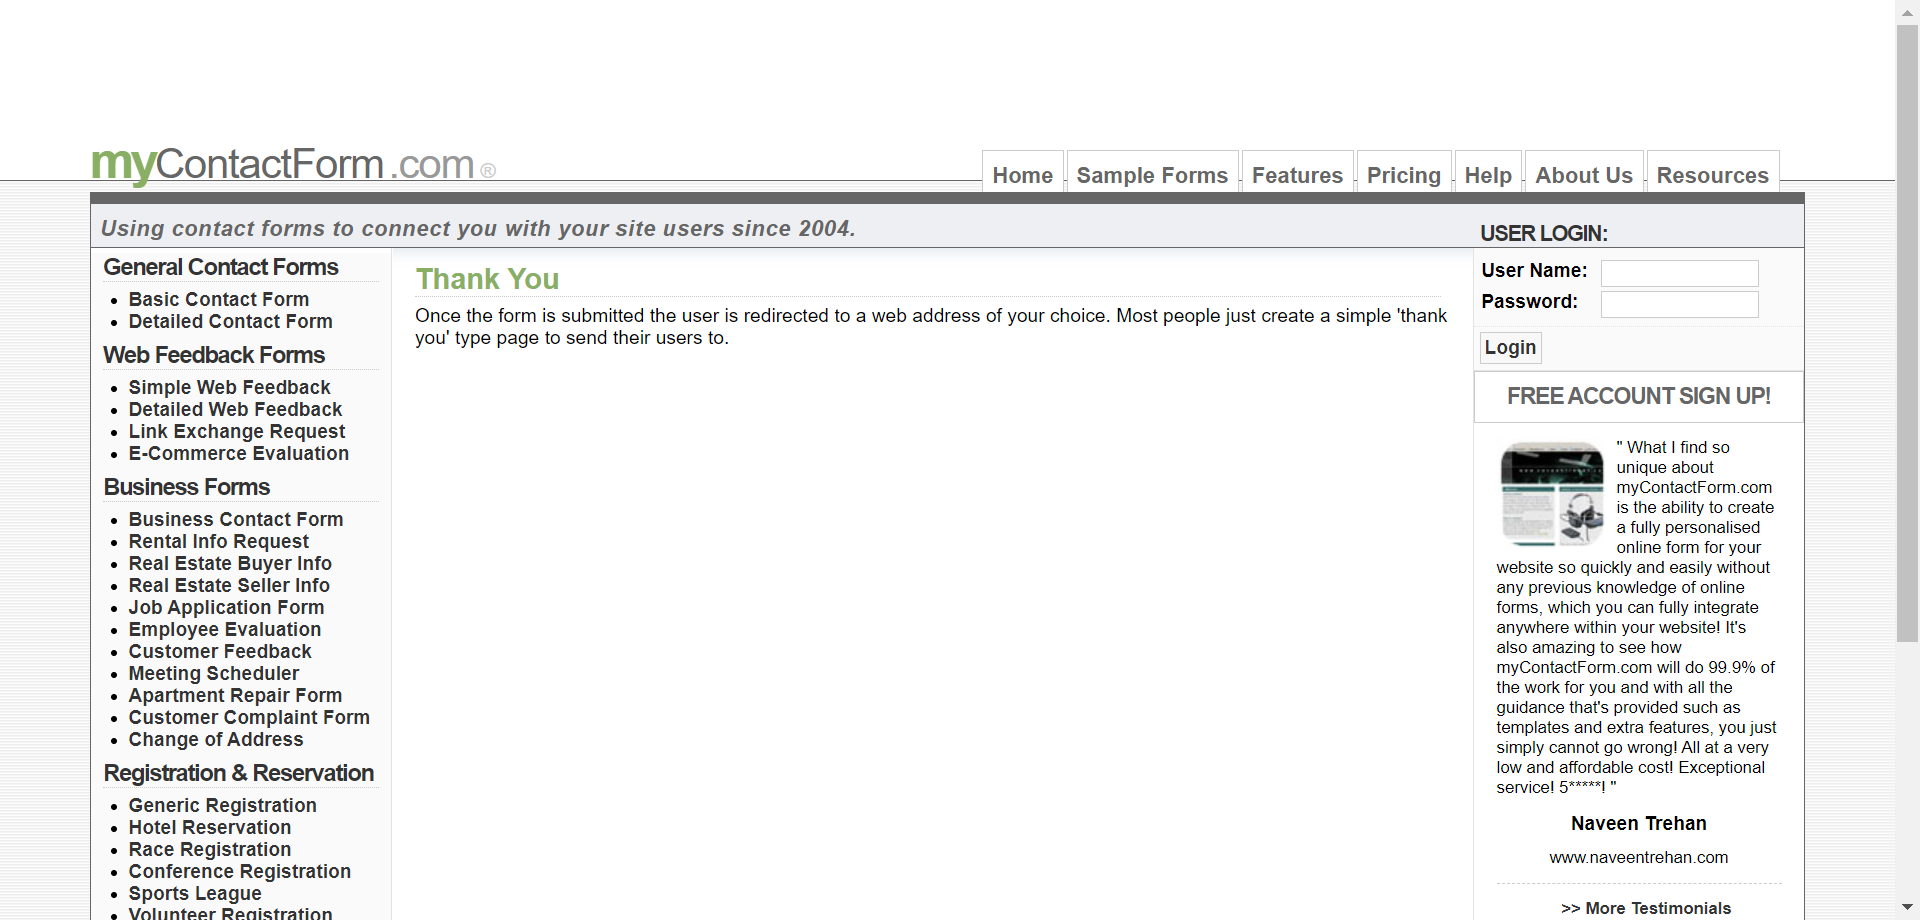 myContactForm.com ®
Home
Sample Forms
Features
Pricing
Help
About Us
Resources
Using contact forms to connect you with your site users since 2004.
USER LOGIN:
General Contact Forms
Basic Contact Form
Detailed Contact Form
Web Feedback Forms
Simple Web Feedback
Detailed Web Feedback
Link Exchange Request
E-Commerce Evaluation
Business Forms
Business Contact Form
Rental Info Request
Real Estate Buyer Info
Real Estate Seller Info
Job Application Form
Employee Evaluation
Customer Feedback
Meeting Scheduler
Apartment Repair Form
Customer Complaint Form
Change of Address
Registration & Reservation
Generic Registration
Hotel Reservation
Race Registration
Conference Registration
Sports League
Volunteer Registration
Thank You
Once the form is submitted the user is redirected to a web address of your choice. Most people just create a simple 'thank
you' type page to send their users to.
User Name:
Password:
Login
FREE ACCOUNT SIGN UP!
" What I find so
unique about
myContactForm.com
is the ability to create
a fully personalised
online form for your
website so quickly and easily without
any previous knowledge of online
forms, which you can fully integrate
anywhere within your website! It's
also amazing to see how
myContactForm.com will do 99.9% of
the work for you and with all the
guidance that's provided such as
templates and extra features, you just
simply cannot go wrong! All at a very
low and affordable cost! Exceptional
service! 5*****! "
Naveen Trehan
www.naveentrehan.com
>> More Testimonials